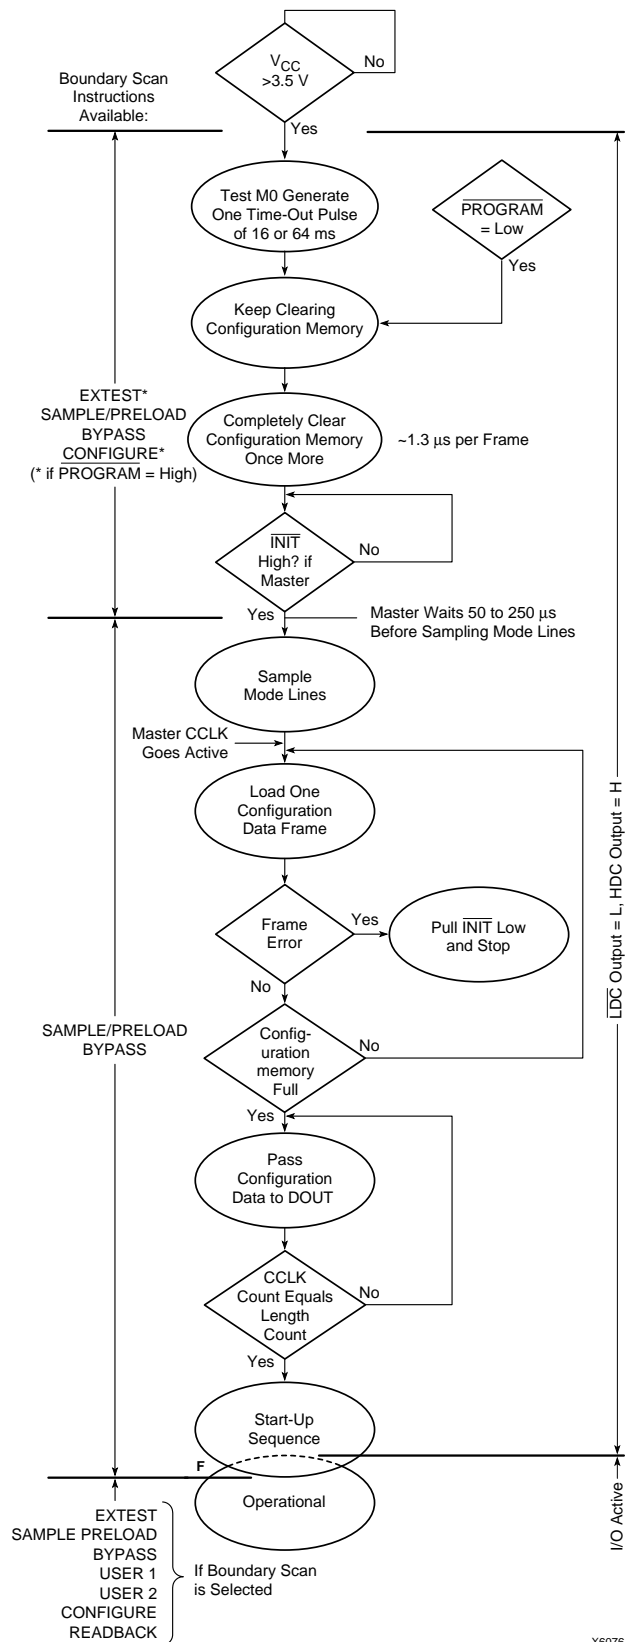 V_CC
>3.5 V
No
Boundary Scan
Instructions
Available:
Yes
Test M0 Generate
One Time-Out Pulse
of 16 or 64 ms
PROGRAM
= Low
Yes
Keep Clearing
Configuration Memory
EXTEST*
SAMPLE/PRELOAD
BYPASS
CONFIGURE*
(* if PROGRAM = High)
Completely Clear
Configuration Memory
Once More
~1.3 μs per Frame
INIT
High? if
Master
No
Yes
Master Waits 50 to 250 μs
Before Sampling Mode Lines
Sample
Mode Lines
Master CCLK
Goes Active
Load One
Configuration
Data Frame
LDC Output = L, HDC Output = H
Frame
Error
Yes
Pull INIT Low
and Stop
No
SAMPLE/PRELOAD
BYPASS
Config-
uration
memory
Full
No
Yes
Pass
Configuration
Data to DOUT
CCLK
Count Equals
Length
Count
No
Yes
Start-Up
Sequence
F
Operational
I/O Active
EXTEST
SAMPLE PRELOAD
BYPASS
USER 1
USER 2
CONFIGURE
READBACK
If Boundary Scan
is Selected
X6076